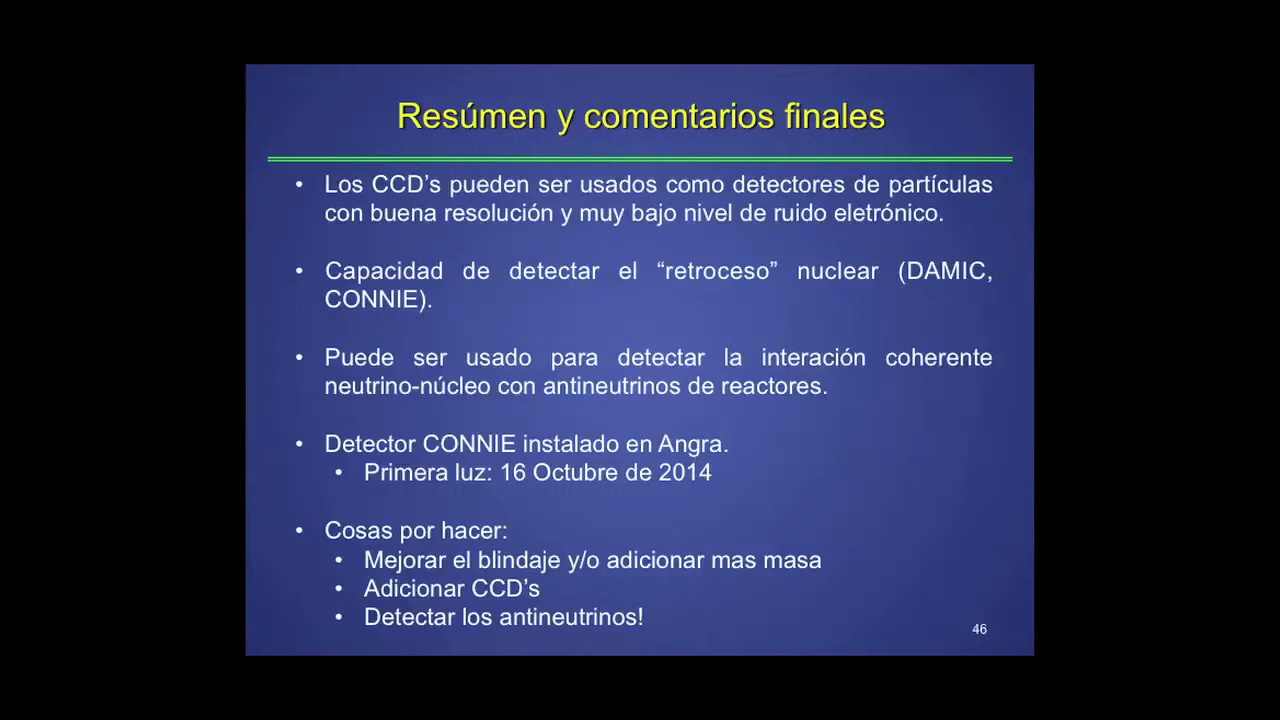 Resúmen y comentarios finales
• Los CCD’s pueden ser usados como detectores de partículas
con buena resolución y muy bajo nivel de ruido eletrónico.
• Capacidad de detectar el “retroceso” nuclear (DAMIC,
CONNIE).
• Puede ser usado para detectar la interación coherente
neutrino-núcleo con antineutrinos de reactores.
• Detector CONNIE instalado en Angra.
• Primera luz: 16 Octubre de 2014
• Cosas por hacer:
• Mejorar el blindaje y/o adicionar mas masa
• Adicionar CCD’s
• Detectar los antineutrinos!
46